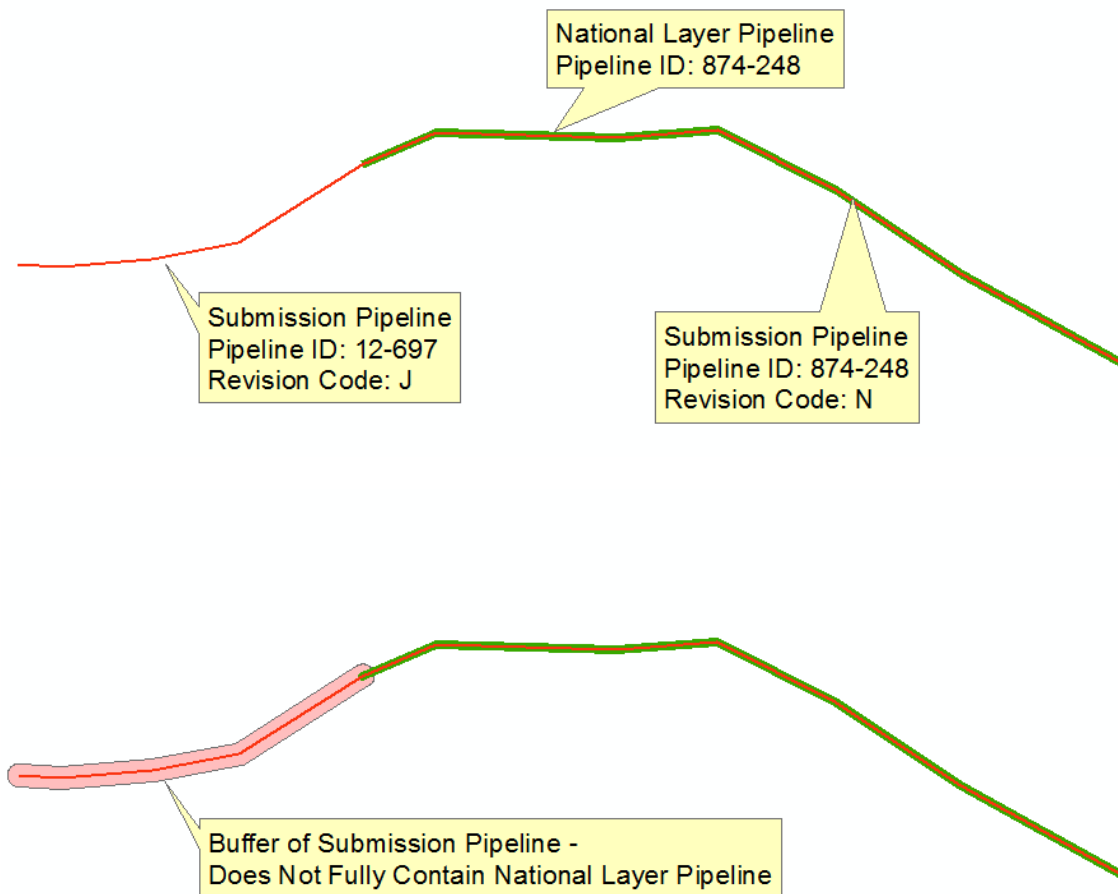 National Layer Pipeline
Pipeline ID: 874-248
Submission Pipeline
Pipeline ID: 12-697
Revision Code: J
Submission Pipeline
Pipeline ID: 874-248
Revision Code: N
Buffer of Submission Pipeline -
Does Not Fully Contain National Layer Pipeline